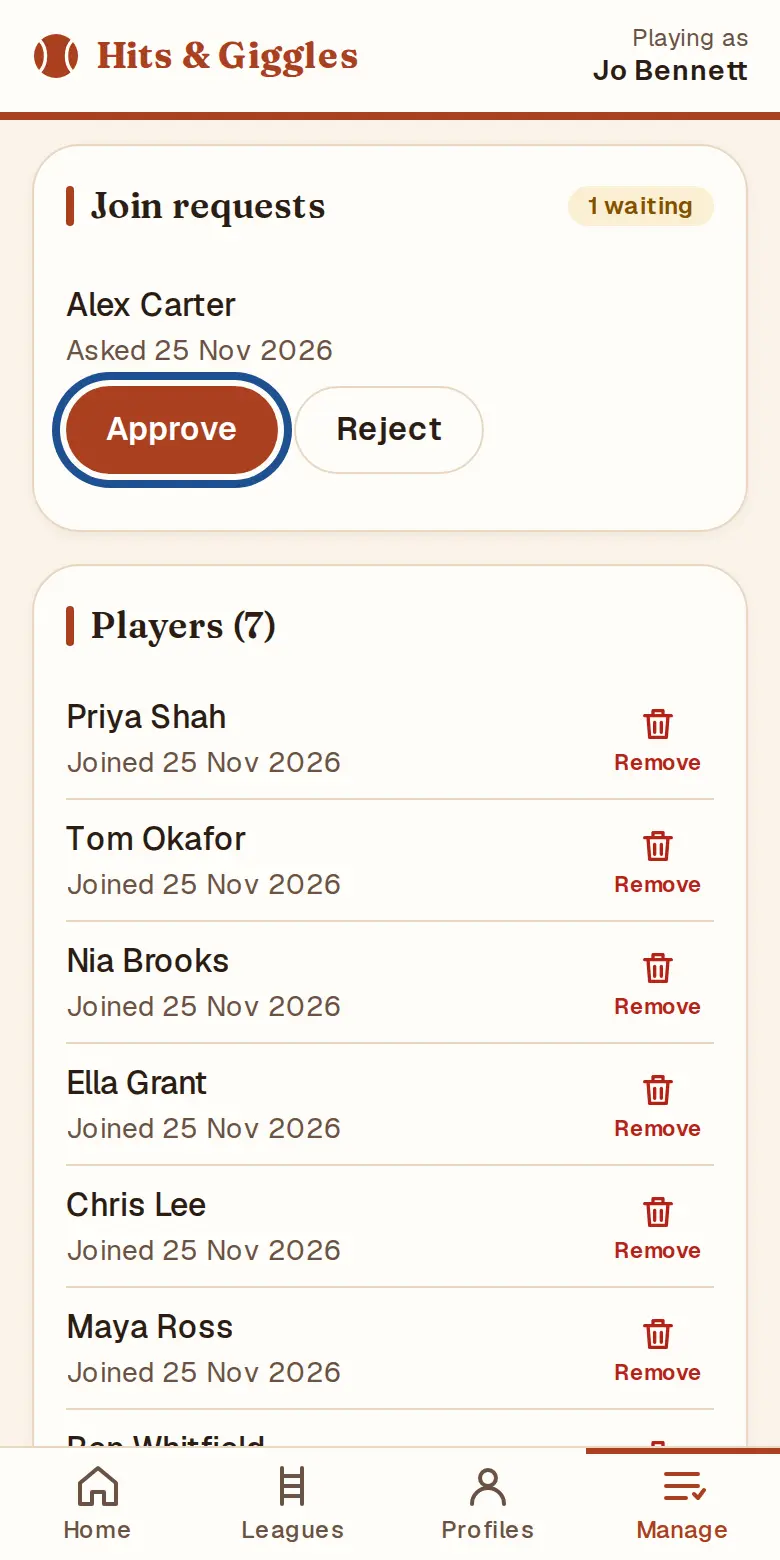 Hits & Giggles
Playing as
Jo Bennett
Join requests
1 waiting
Alex Carter
Asked 25 Nov 2026
Approve
Reject
Players (7)
Priya Shah
Joined 25 Nov 2026
Remove
Tom Okafor
Joined 25 Nov 2026
Remove
Nia Brooks
Joined 25 Nov 2026
Remove
Ella Grant
Joined 25 Nov 2026
Remove
Chris Lee
Joined 25 Nov 2026
Remove
Maya Ross
Joined 25 Nov 2026
Remove
Whitfield
Home
Leagues
Profiles
Manage